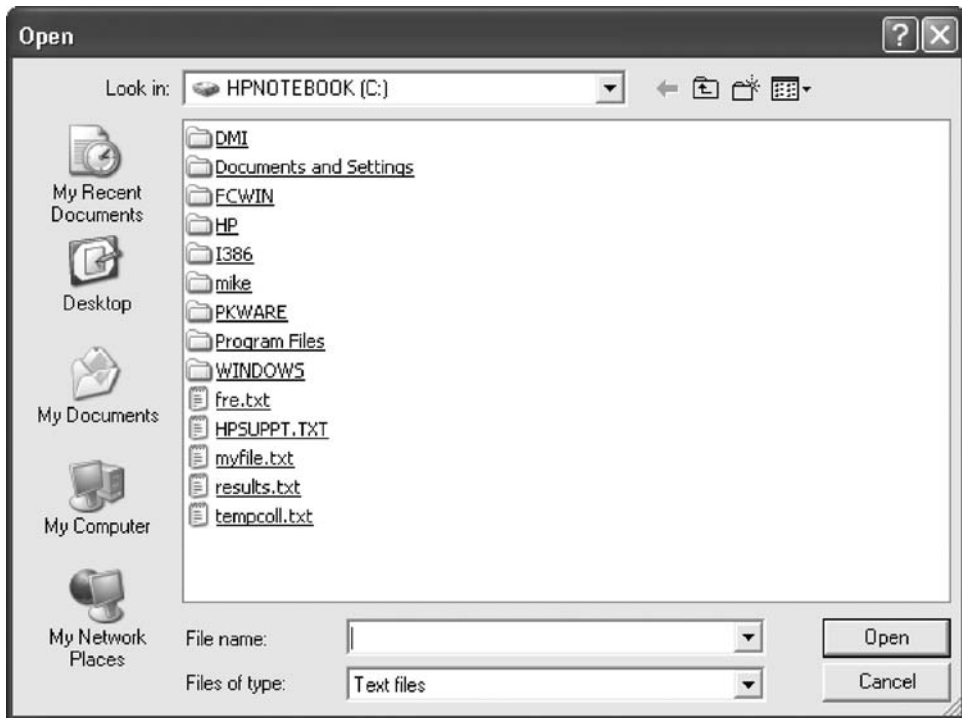 Open
Look in: HPNOTEBOOK (C:)
My Recent
Documents
Desktop
My Documents
My Computer
My Network
Places
DMI
Documents and Settings
FCWIN
HP
I386
mike
PKWARE
Program Files
WINDOWS
fre.txt
HPSUPPT.TXT
myfile.txt
results.txt
tempcoll.txt
File name: Open
Files of type: Text files Cancel